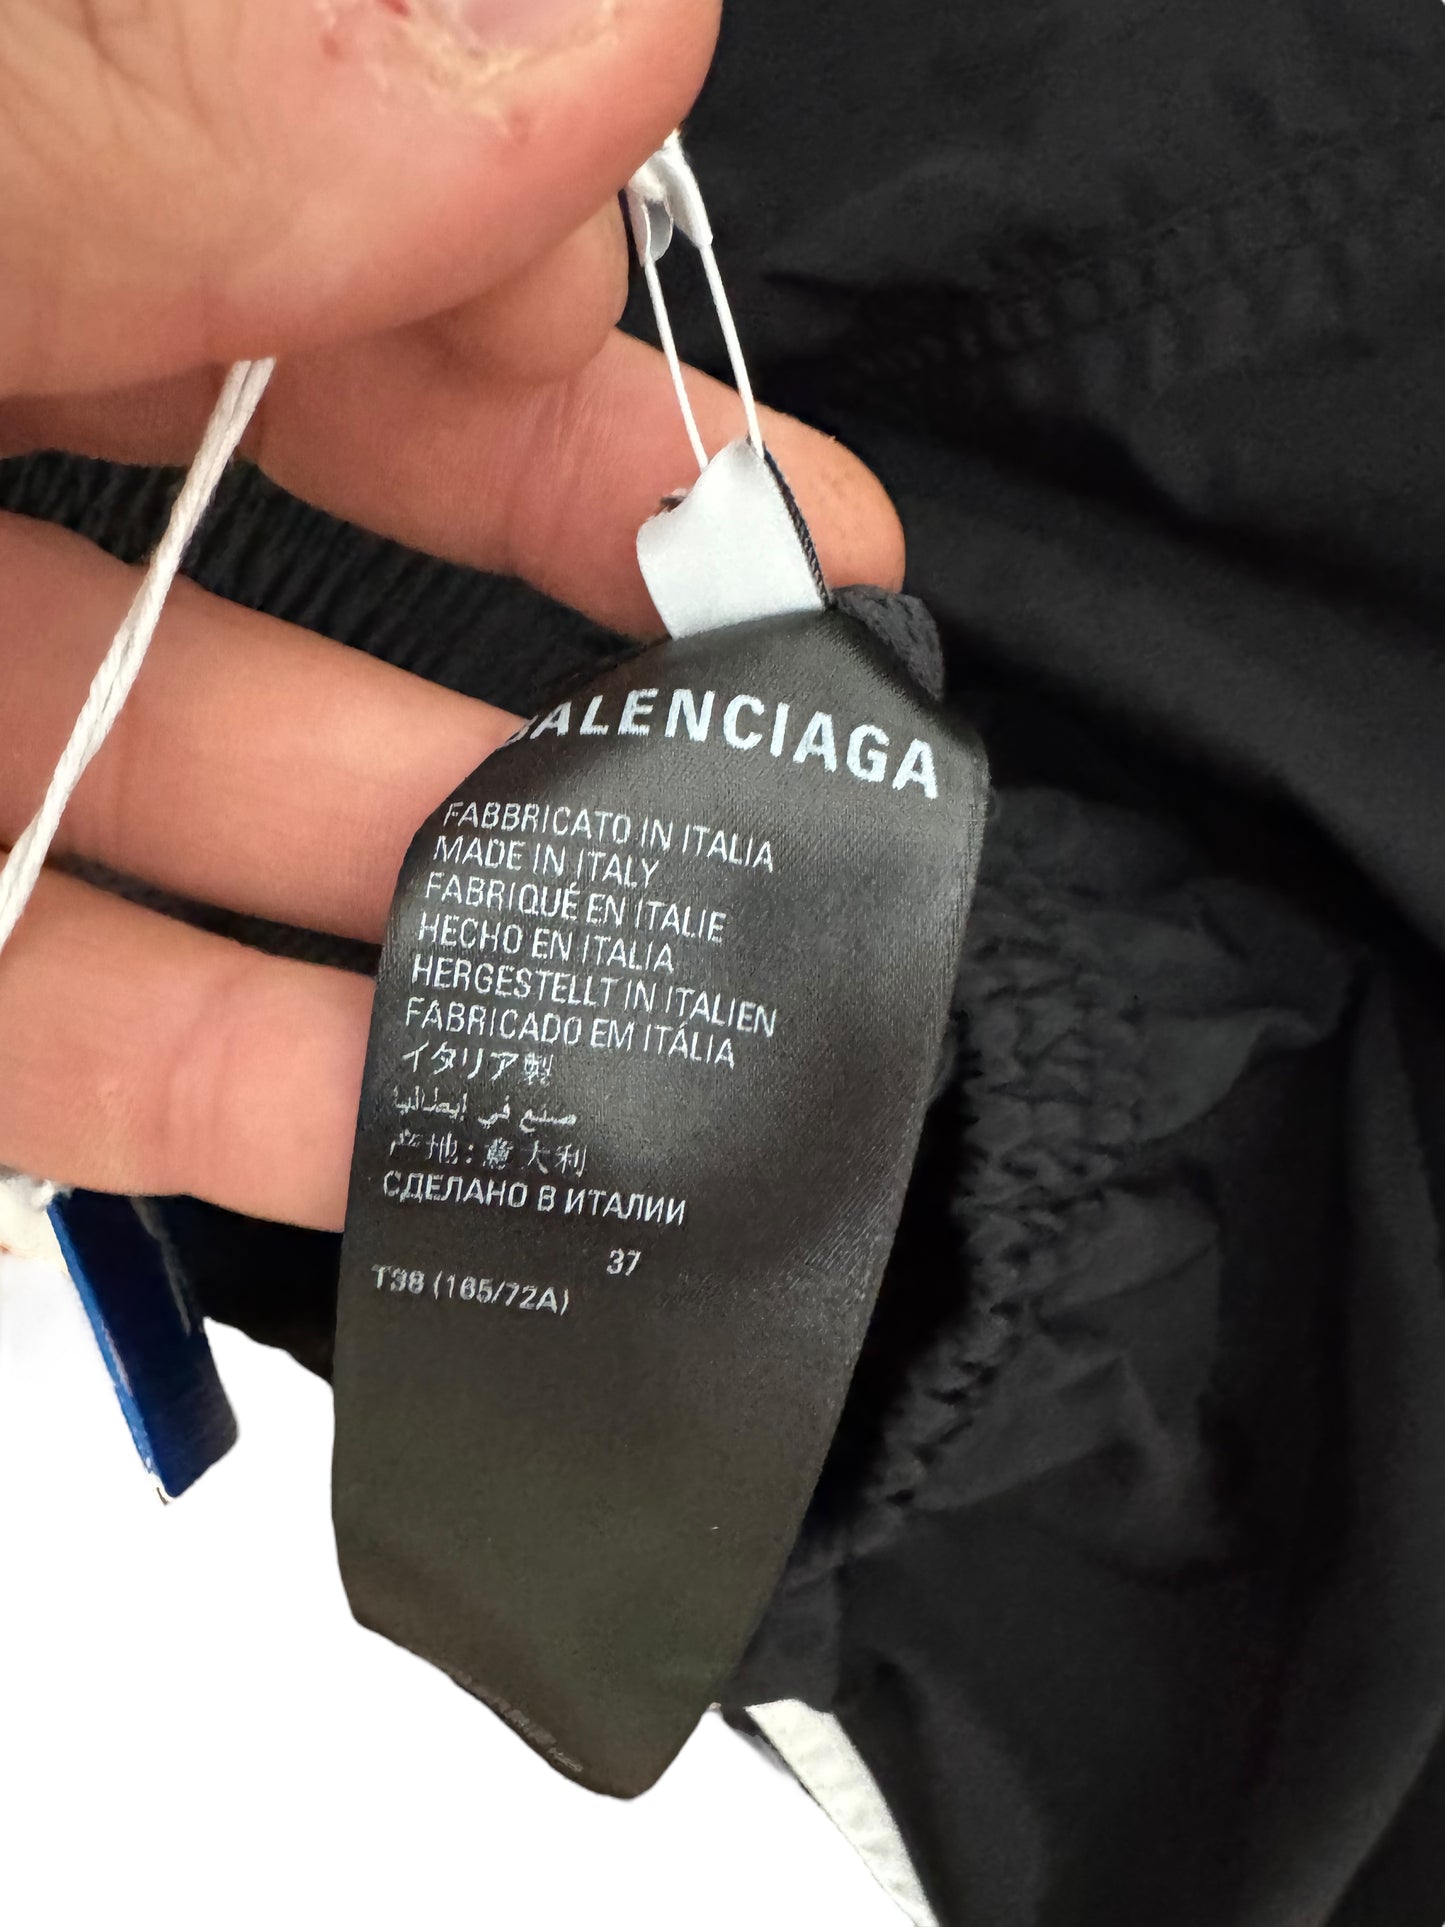 BALENCIAGA
FABBRICATO IN ITALIA
MADE IN ITALY
FABRIQUÉ EN ITALIE
HECHO EN ITALIA
HERGESTELLT IN ITALIEN
FABRICADO EM ITÁLIA
イタリア製
صنع في إيطاليا
产地：意大利
СДЕЛАНО В ИТАЛИИ
37
T38 (165/72A)